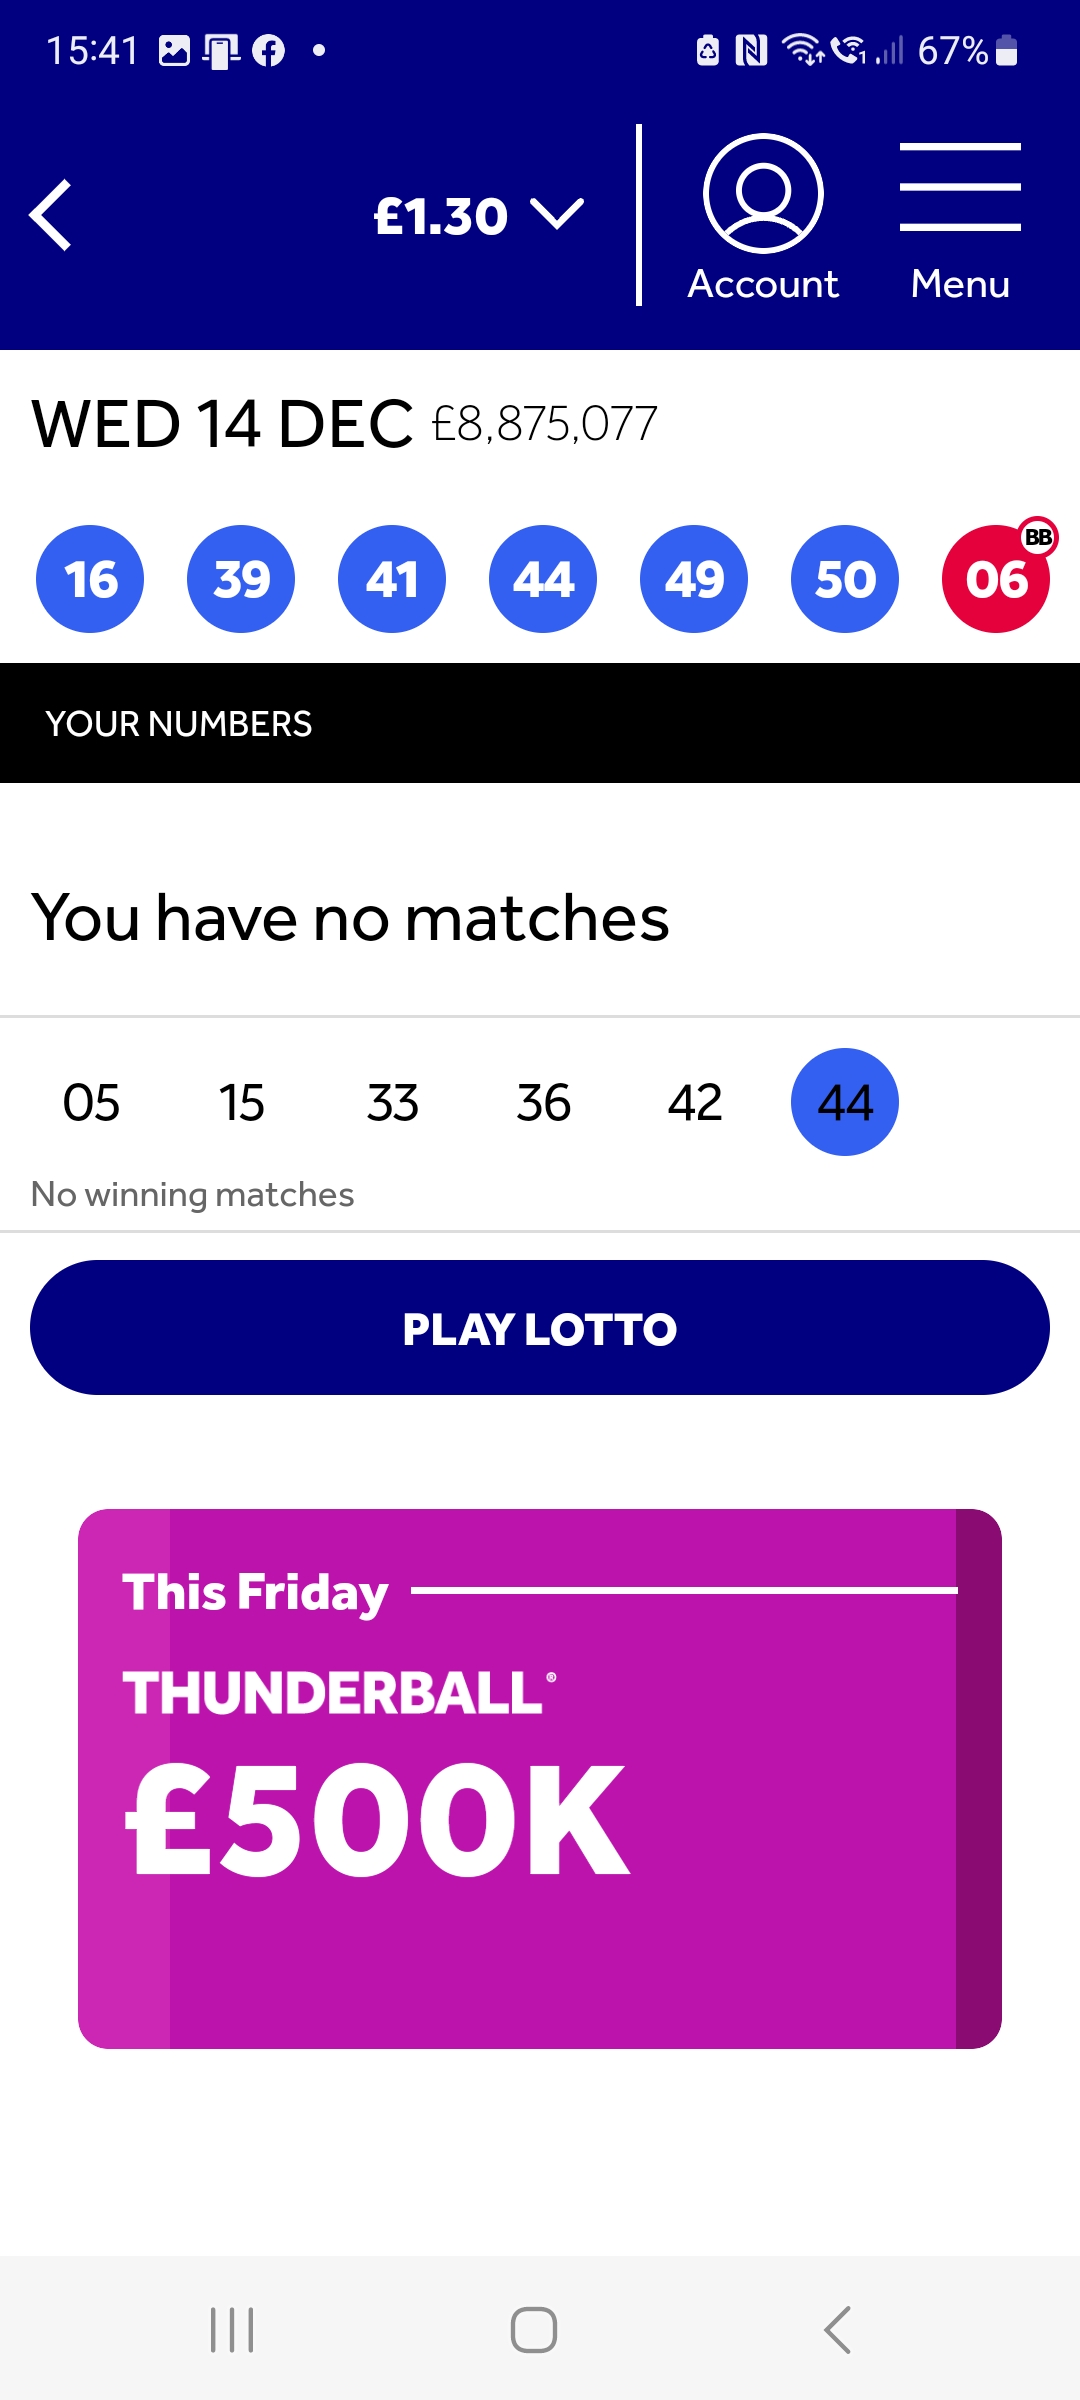 15:41 67%
£1.30
Account Menu
WED 14 DEC £8,875,077
BB
16 39 41 44 49 50 06
YOUR NUMBERS
You have no matches
05 15 33 36 42 44
No winning matches
PLAY LOTTO
This Friday
THUNDERBALL®
£500K